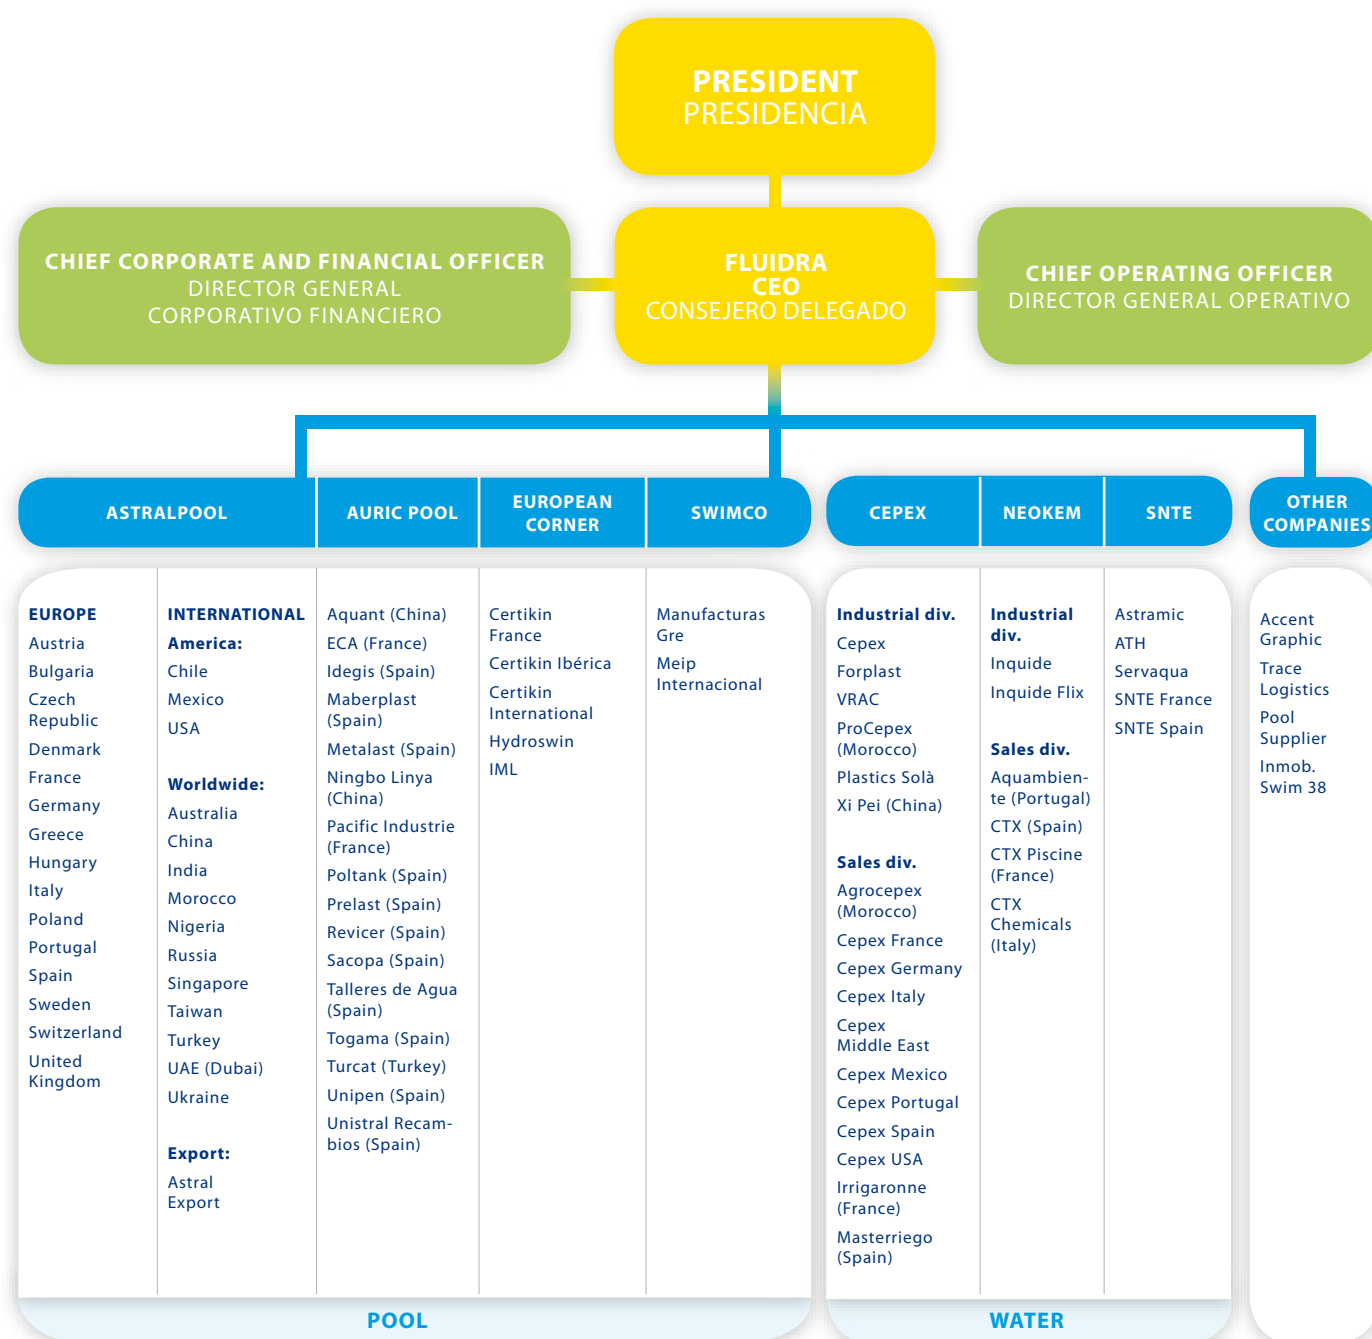 PRESIDENT
PRESIDENCIA
CHIEF CORPORATE AND FINANCIAL OFFICER
DIRECTOR GENERAL
CORPORATIVO FINANCIERO
FLUIDRA
CEO
CONSEJERO DELEGADO
CHIEF OPERATING OFFICER
DIRECTOR GENERAL OPERATIVO
ASTRALPOOL
AURIC POOL
EUROPEAN
CORNER
SWIMCO
CEPEX
NEOKEM
SNTE
OTHER
COMPANIES
EUROPE
Austria
Bulgaria
Czech
Republic
Denmark
France
Germany
Greece
Hungary
Italy
Poland
Portugal
Spain
Sweden
Switzerland
United
Kingdom
INTERNATIONAL
America:
Chile
Mexico
USA
Worldwide:
Australia
China
India
Morocco
Nigeria
Russia
Singapore
Taiwan
Turkey
UAE (Dubai)
Ukraine
Export:
Astral
Export
Aquant (China)
ECA (France)
Idegis (Spain)
Maberplast
(Spain)
Metalast (Spain)
Ningbo Linya
(China)
Pacific Industrie
(France)
Poltank (Spain)
Prelast (Spain)
Revicer (Spain)
Sacopa (Spain)
Talleres de Agua
(Spain)
Togama (Spain)
Turcat (Turkey)
Unipen (Spain)
Unistral Recam-
bios (Spain)
Certikin
France
Certikin Ibérica
Certikin
International
Hydroswin
IML
Manufacturas
Gre
Meip
Internacional
Industrial div.
Cepex
Forplast
VRAC
ProCepex
(Morocco)
Plastics Solà
Xi Pei (China)
Sales div.
Agrocepex
(Morocco)
Cepex France
Cepex Germany
Cepex Italy
Cepex
Middle East
Cepex Mexico
Cepex Portugal
Cepex Spain
Cepex USA
Irrigaronne
(France)
Masterriego
(Spain)
Industrial
div.
Inquide
Inquide Flix
Sales div.
Aquambien-
te (Portugal)
CTX (Spain)
CTX Piscine
(France)
CTX
Chemicals
(Italy)
Astramic
ATH
Servaqua
SNTE France
SNTE Spain
Accent
Graphic
Trace
Logistics
Pool
Supplier
Inmob.
Swim 38
POOL
WATER